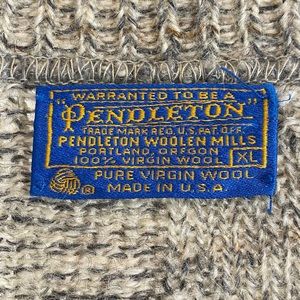 WARRANTED TO BE A
"PENDLETON"
TRADE MARK REG. U.S. PAT. OFF.
PENDLETON WOOLEN MILLS
PORTLAND, OREGON
100% VIRGIN WOOL XL
PURE VIRGIN WOOL
® MADE IN U.S.A.